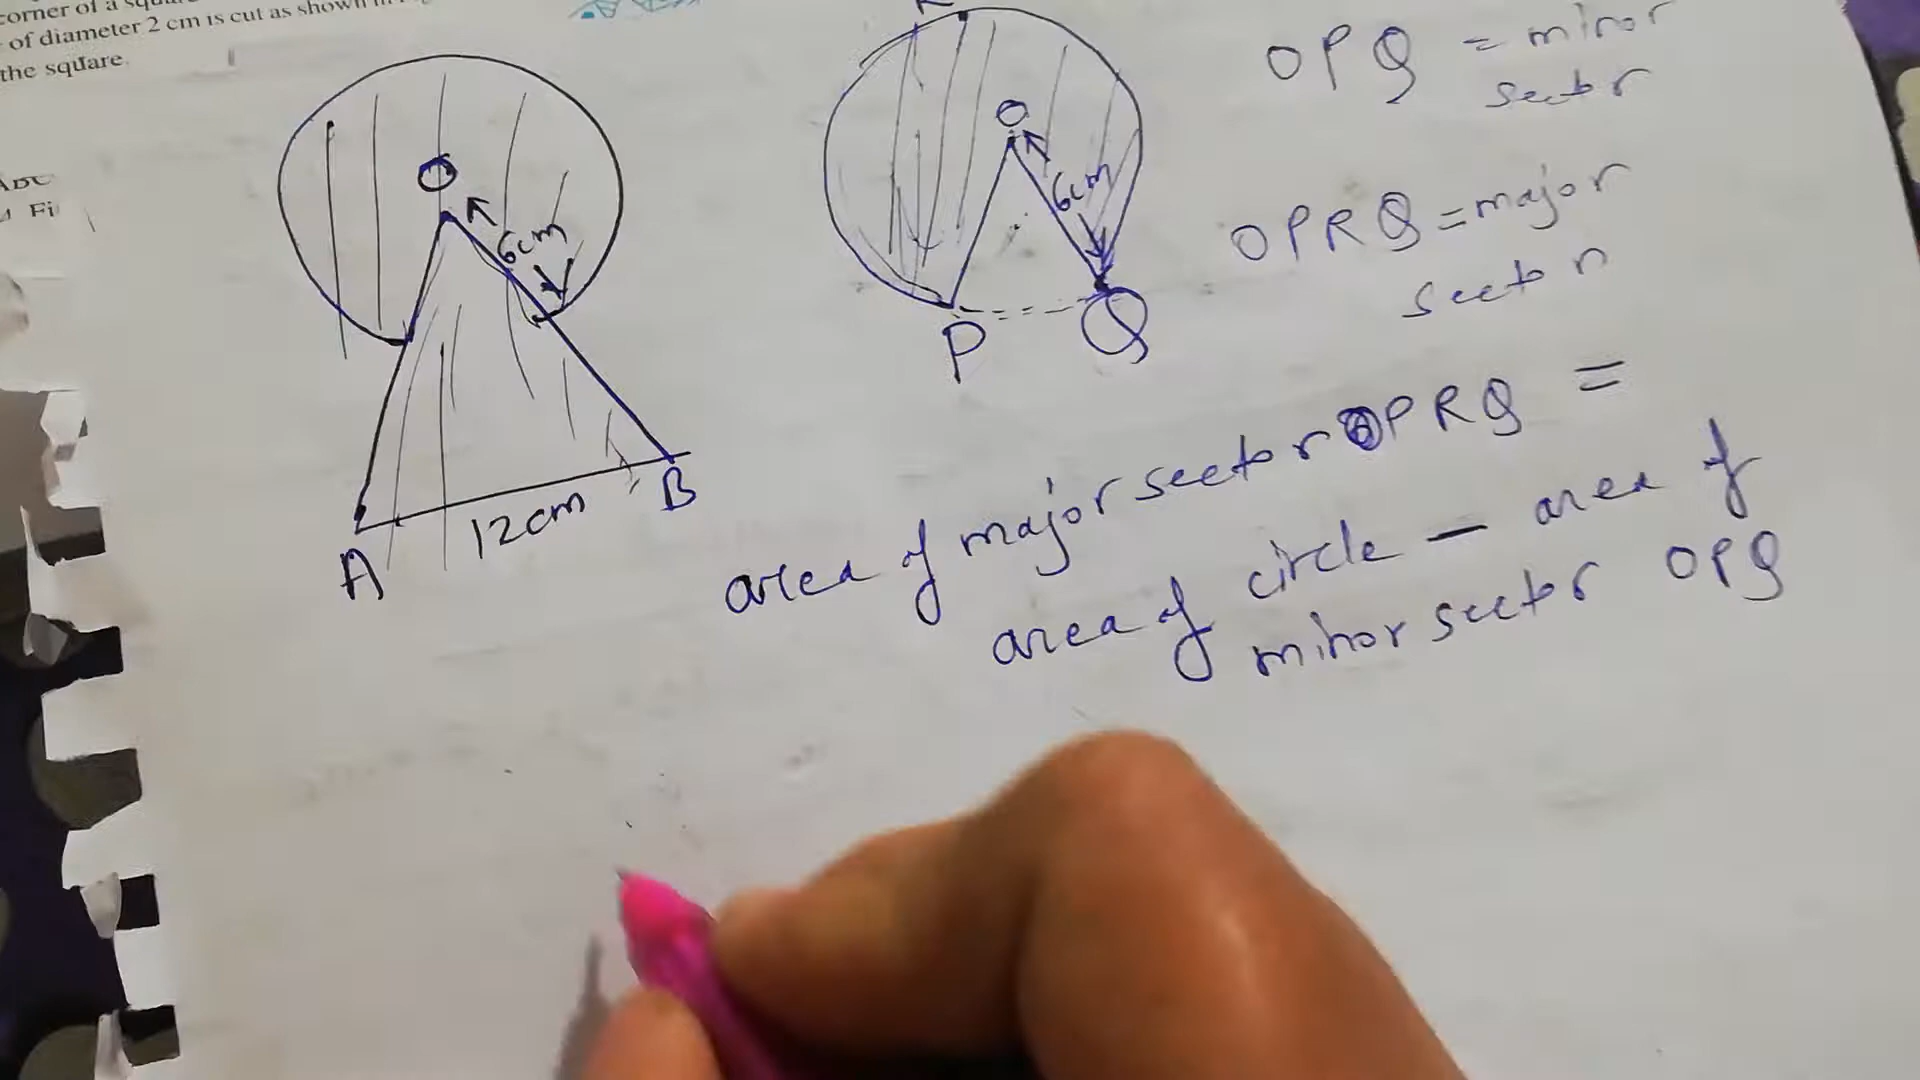 corner of a
of diameter 2 cm is cut as shown
the square.
O
6cm
A
12cm
B
O
6cm
P
Q
OPQ = minor
sector
OPRQ = major
sector
area of major sector OPRQ =
area of circle - area of
minor sector OPQ